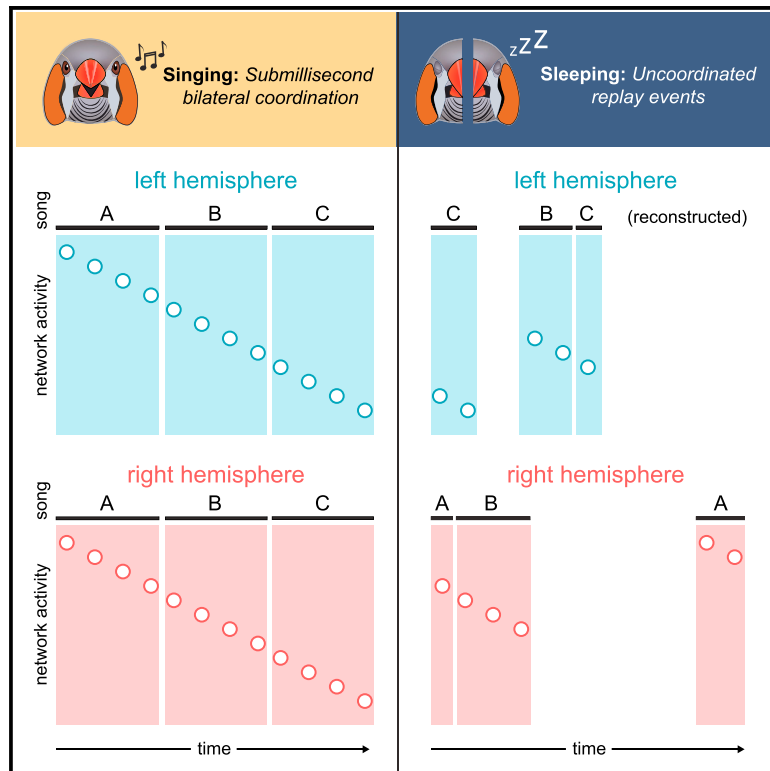 Singing: Submillisecond
bilateral coordination
zzZ
Sleeping: Uncoordinated
replay events
left hemisphere
song
A B C
network activity
right hemisphere
song
A B C
network activity
time
left hemisphere
C B C (reconstructed)
right hemisphere
A B A
time